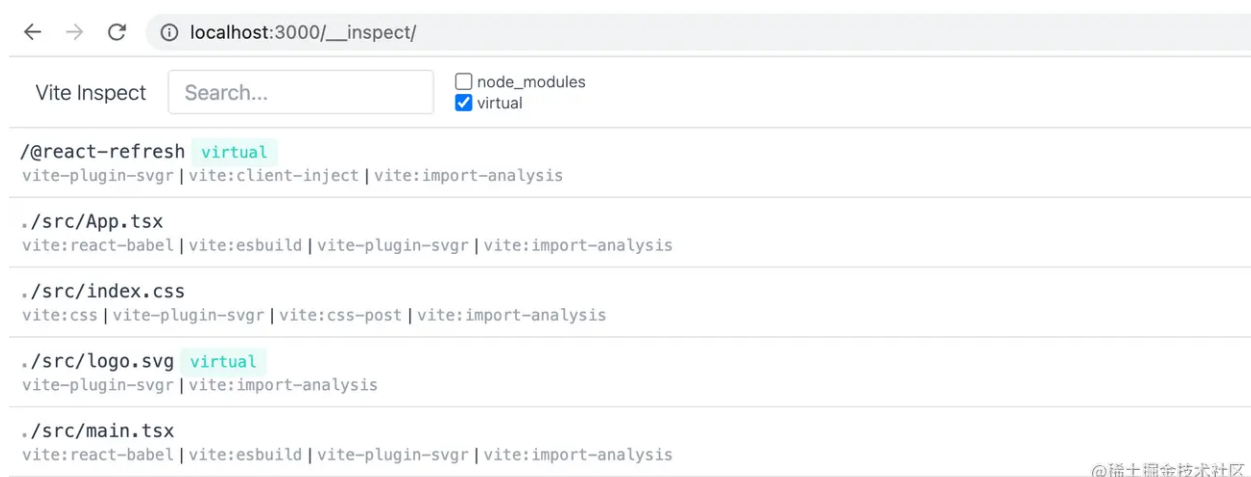 localhost:3000/__inspect/
Vite Inspect
Search...
node_modules
virtual
/@react-refresh virtual
vite-plugin-svgr | vite:client-inject | vite:import-analysis
./src/App.tsx
vite:react-babel | vite:esbuild | vite-plugin-svgr | vite:import-analysis
./src/index.css
vite:css | vite-plugin-svgr | vite:css-post | vite:import-analysis
./src/logo.svg virtual
vite-plugin-svgr | vite:import-analysis
./src/main.tsx
vite:react-babel | vite:esbuild | vite-plugin-svgr | vite:import-analysis
@稀土掘金技术社区